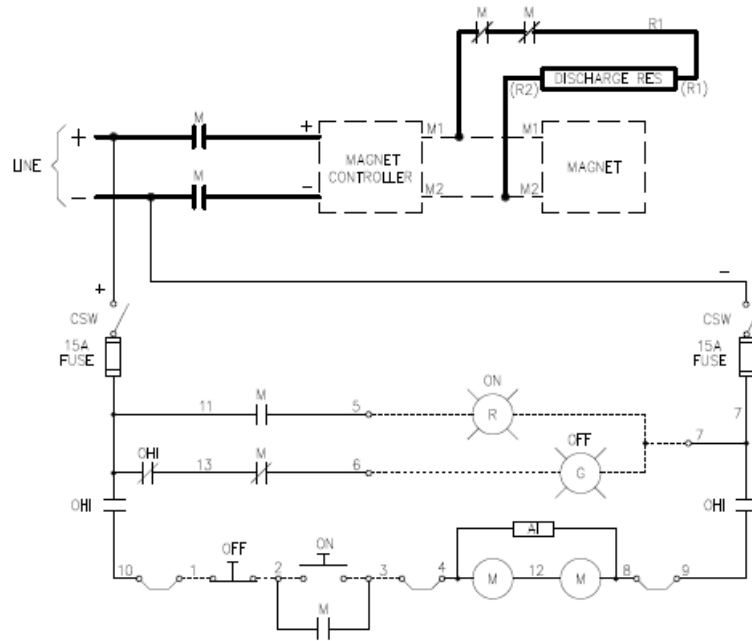 M M R1
DISCHARGE RES
(R2) (R1)
M
+ + M1 M1
LINE
MAGNET
CONTROLLER
MAGNET
M
- - M2 M2
+ -
CSW CSW
15A
FUSE
15A
FUSE
ON
11 M 5 R
7 7
OFF
OHI 13 M 6 G
OHI OHI
AI
OFF ON
10 1 2 3 4 M 12 M 8 9
M